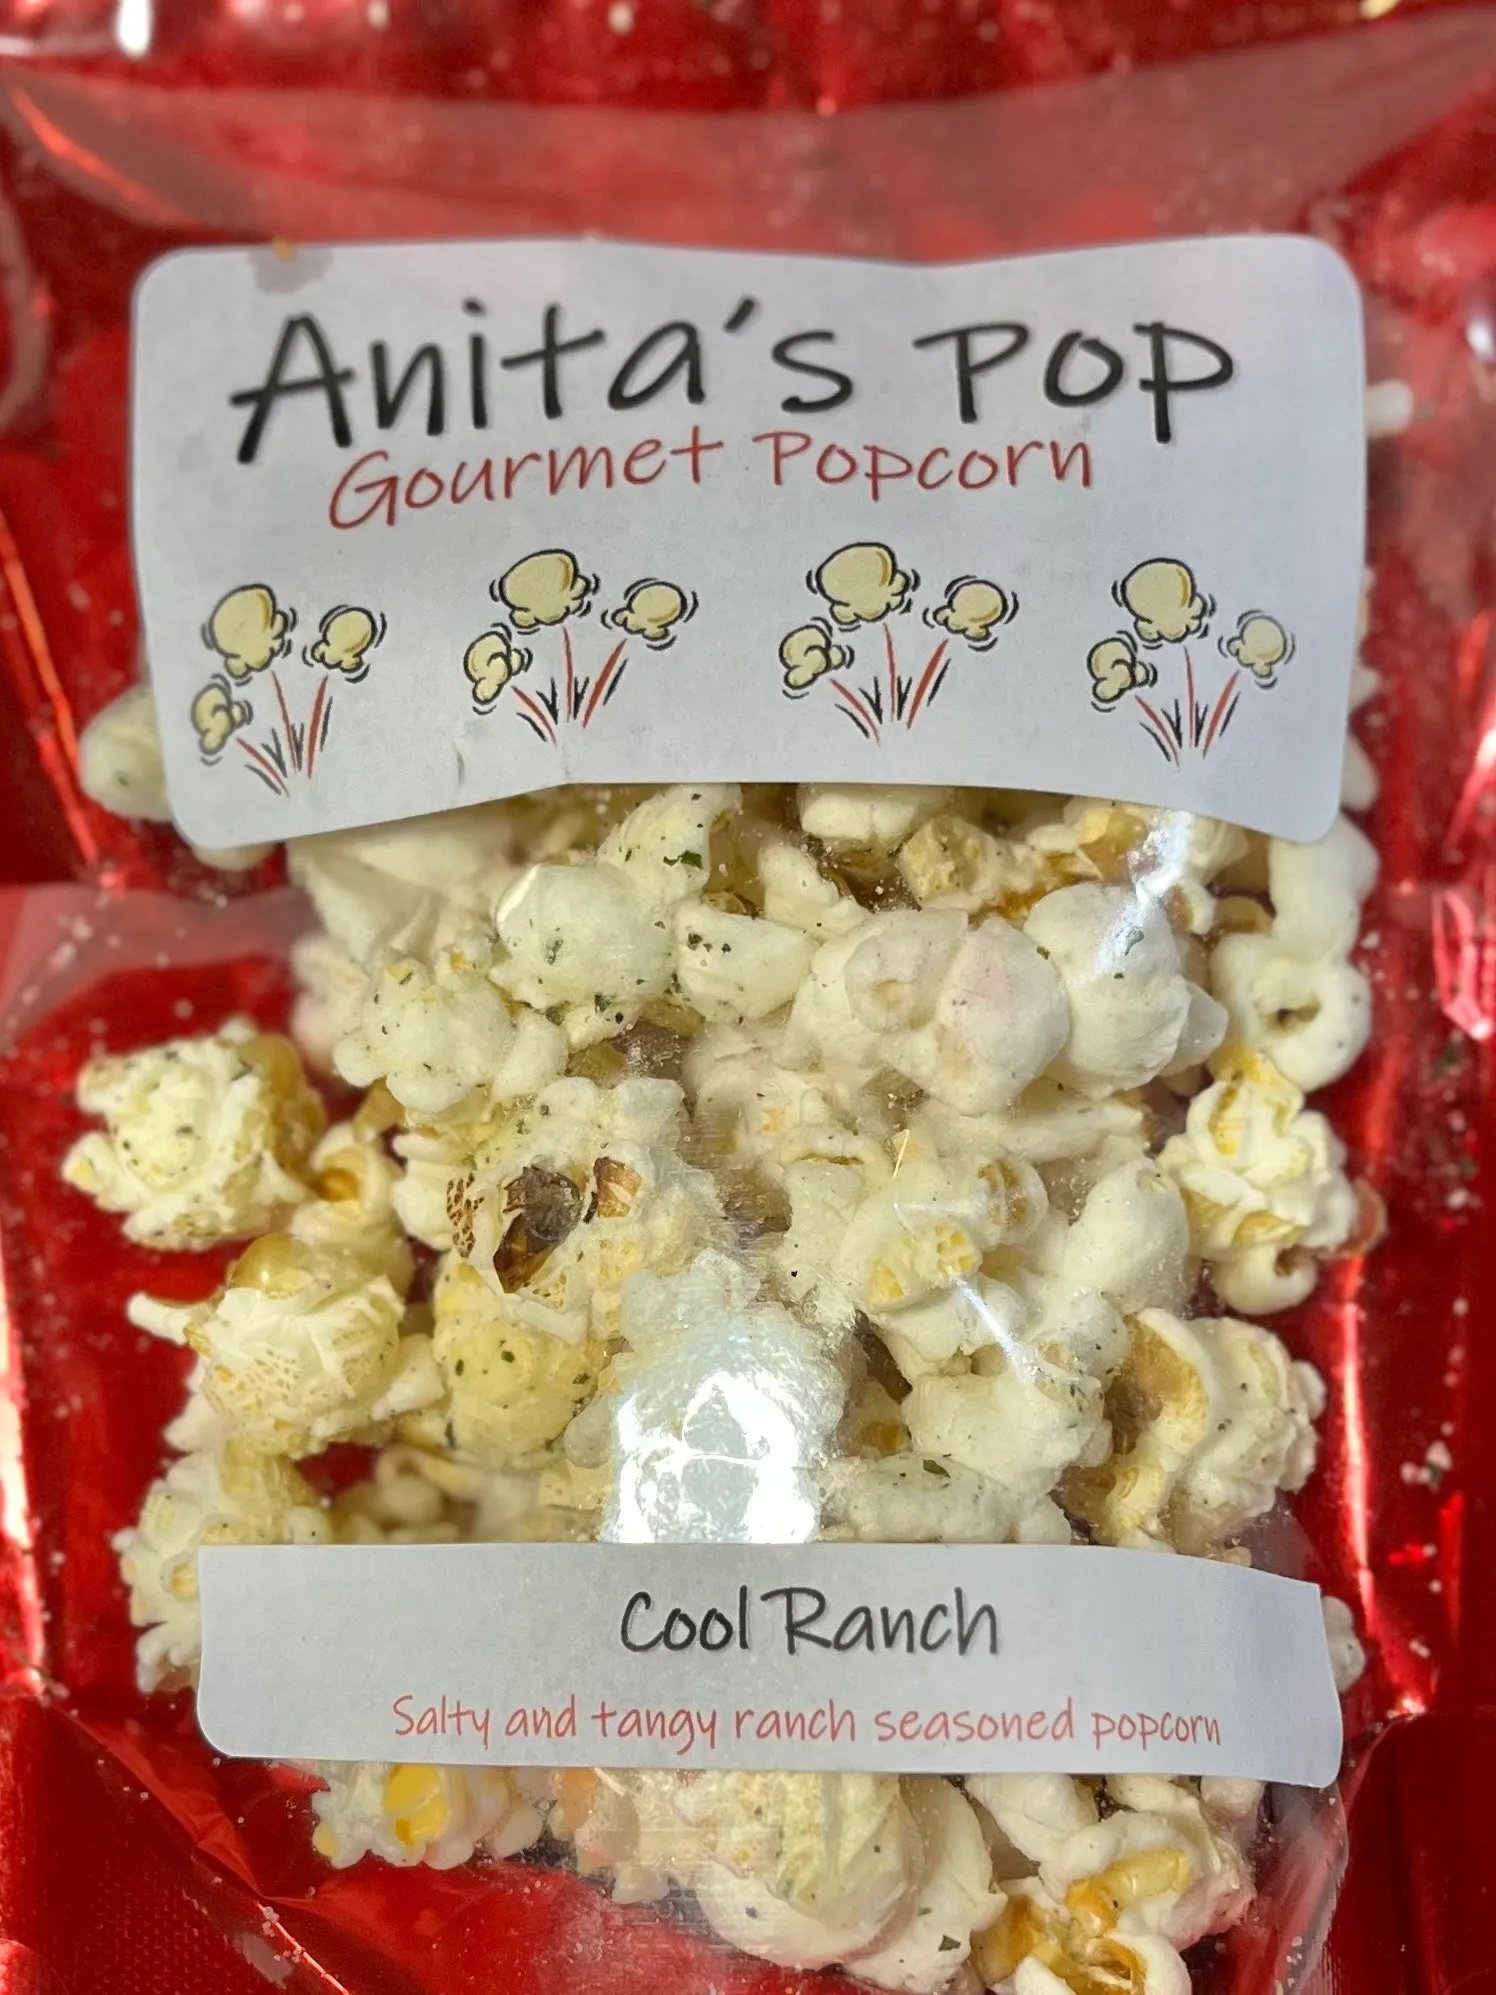 Anita's Pop
Gourmet Popcorn
Cool Ranch
Salty and tangy ranch seasoned popcorn